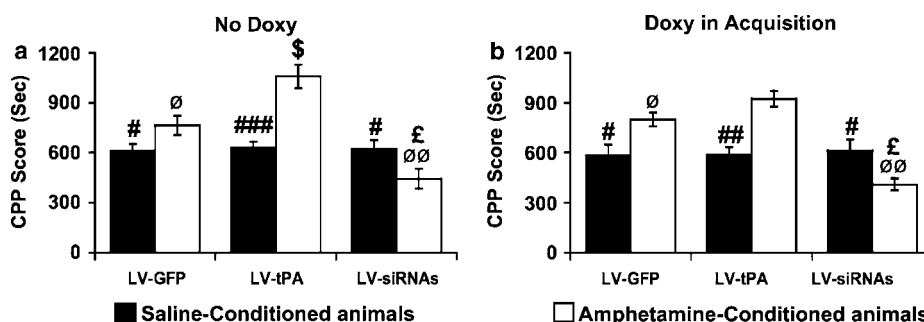 No Doxy
a
CPP Score (Sec)
1200
900
600
300
0
# ø ### $ # £ øø
LV-GFP LV-tPA LV-siRNAs
Doxy in Acquisition
b
CPP Score (Sec)
1200
900
600
300
0
# ø ## # £ øø
LV-GFP LV-tPA LV-siRNAs
Saline-Conditioned animals
Amphetamine-Conditioned animals